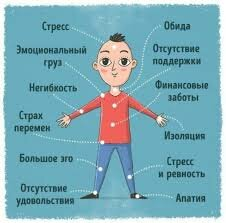 Стресс
Обида
Эмоциональный
груз
Отсутствие
поддержки
Негибкость
Финансовые
заботы
Страх
перемен
Изоляция
Большое эго
Стресс
и ревность
Отсутствие
удовольствия
Апатия